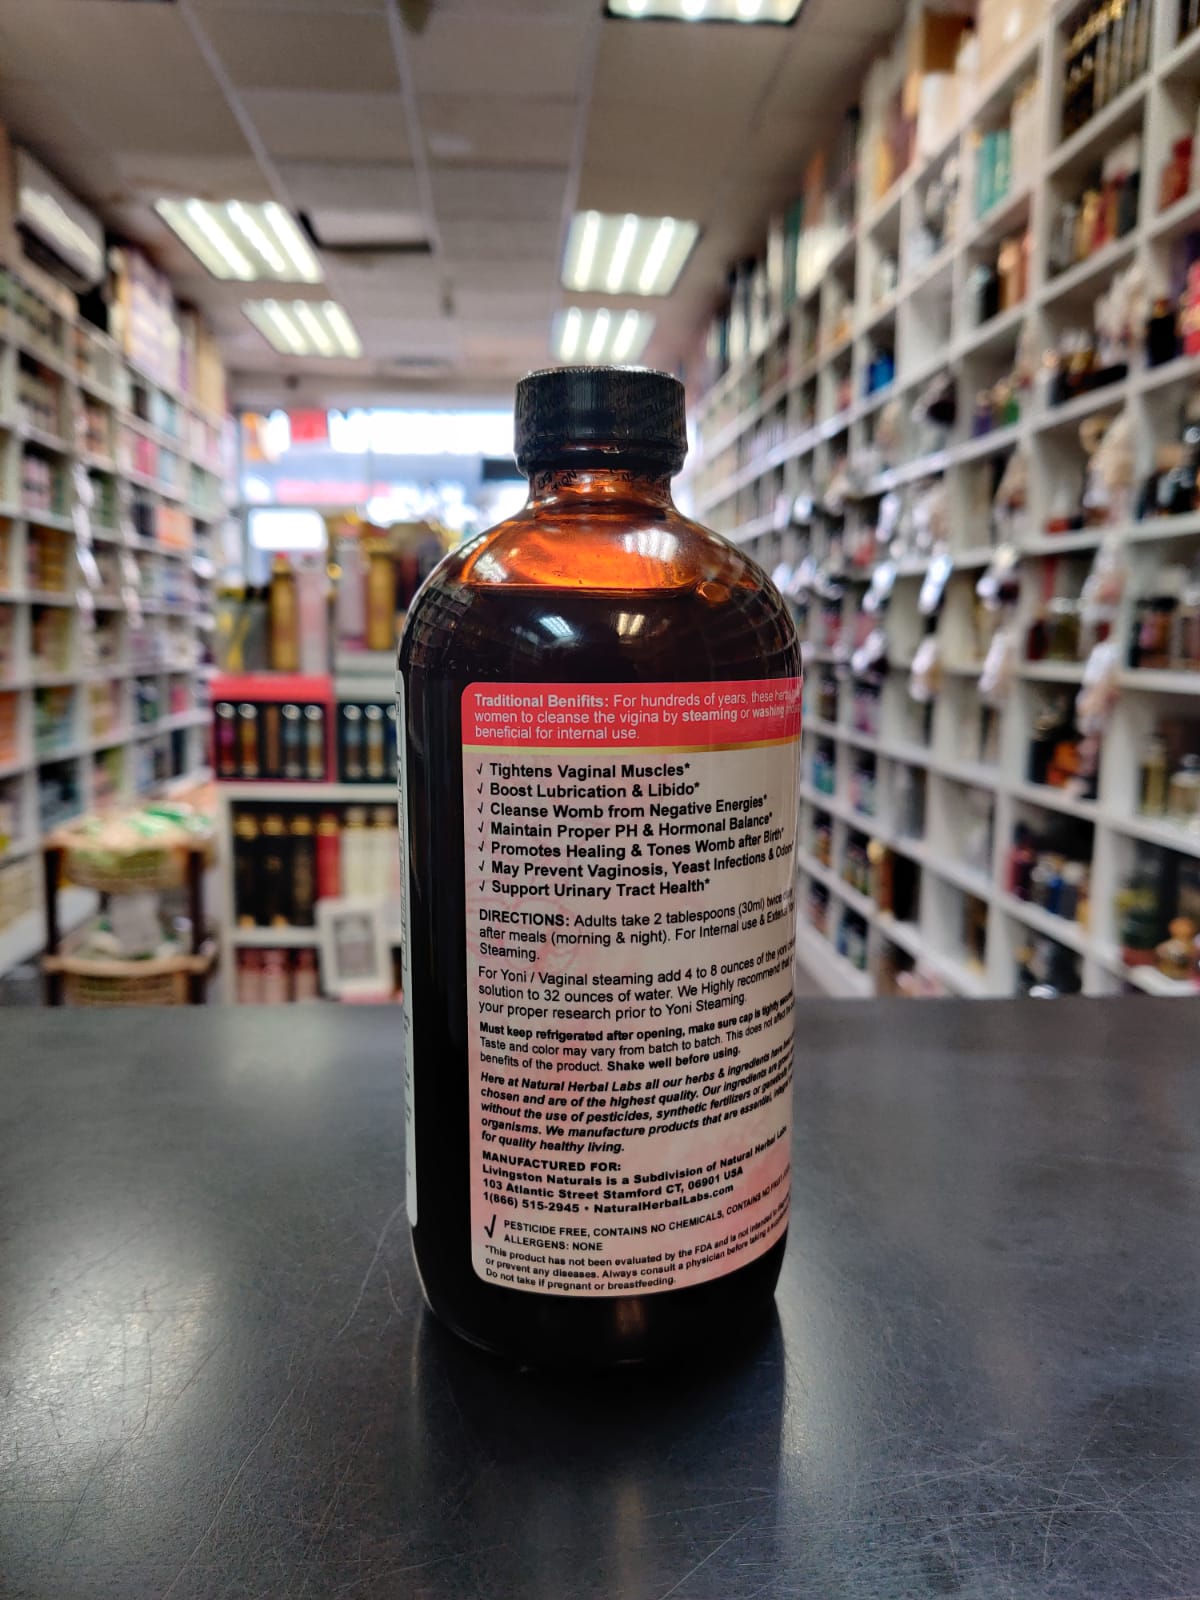 Traditional Benifits: For hundreds of years, these
women to cleanse the vigina by steaming or washing
beneficial for internal use.
√ Tightens Vaginal Muscles*
√ Boost Lubrication & Libido*
√ Cleanse Womb from Negative Energies*
√ Maintain Proper PH & Hormonal Balance*
√ Promotes Healing & Tones Womb after Birth*
√ May Prevent Vaginosis, Yeast Infections & Odor*
√ Support Urinary Tract Health*
DIRECTIONS: Adults take 2 tablespoons (30ml) twice
after meals (morning & night). For Internal use &
Steaming.
For Yoni / Vaginal steaming add 4 to 8 ounces of the yoni
solution to 32 ounces of water. We Highly recommend
your proper research prior to Yoni Steaming.
Must keep refrigerated after opening, make sure cap is tightly
Taste and color may vary from batch to batch. This does not affect
benefits of the product. Shake well before using.
Here at Natural Herbal Labs all our herbs & ingredients have
chosen and are of the highest quality. Our ingredients are
without the use of pesticides, synthetic fertilizers or genetically
organisms. We manufacture products that are essential,
for quality healthy living.
MANUFACTURED FOR:
Livingston Naturals is a Subdivision of Natural Herbal Labs
103 Atlantic Street Stamford CT, 06901 USA
1(866) 515-2945 • NaturalHerbalLabs.com
√ PESTICIDE FREE, CONTAINS NO CHEMICALS, CONTAINS NO
ALLERGENS: NONE
*This product has not been evaluated by the FDA and is not intended to
or prevent any diseases. Always consult a physician before taking
Do not take if pregnant or breastfeeding.